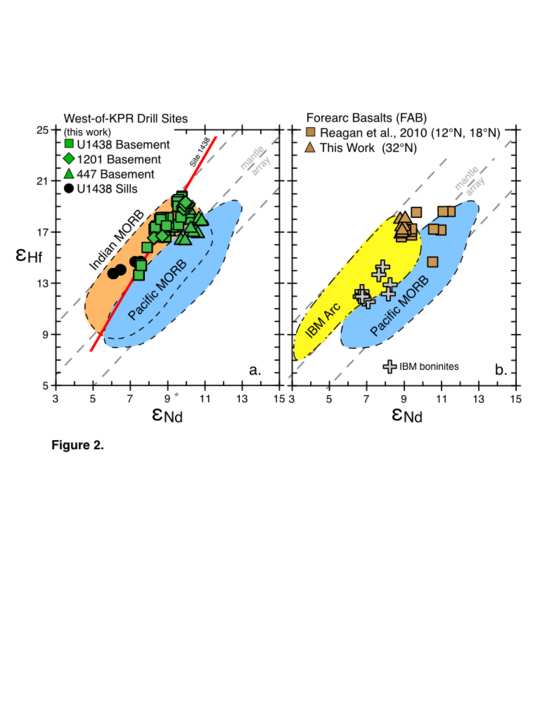 West-of-KPR Drill Sites
(this work)
U1438 Basement
1201 Basement
447 Basement
U1438 Sills
Site 1438
mantle
array
Indian MORB
Pacific MORB
εHf
25
21
17
13
9
5
a.
3 5 7 9 11 13 15
εNd
Forearc Basalts (FAB)
Reagan et al., 2010 (12°N, 18°N)
This Work (32°N)
mantle
array
IBM Arc
Pacific MORB
IBM boninites
b.
3 5 7 9 11 13 15
εNd
Figure 2.